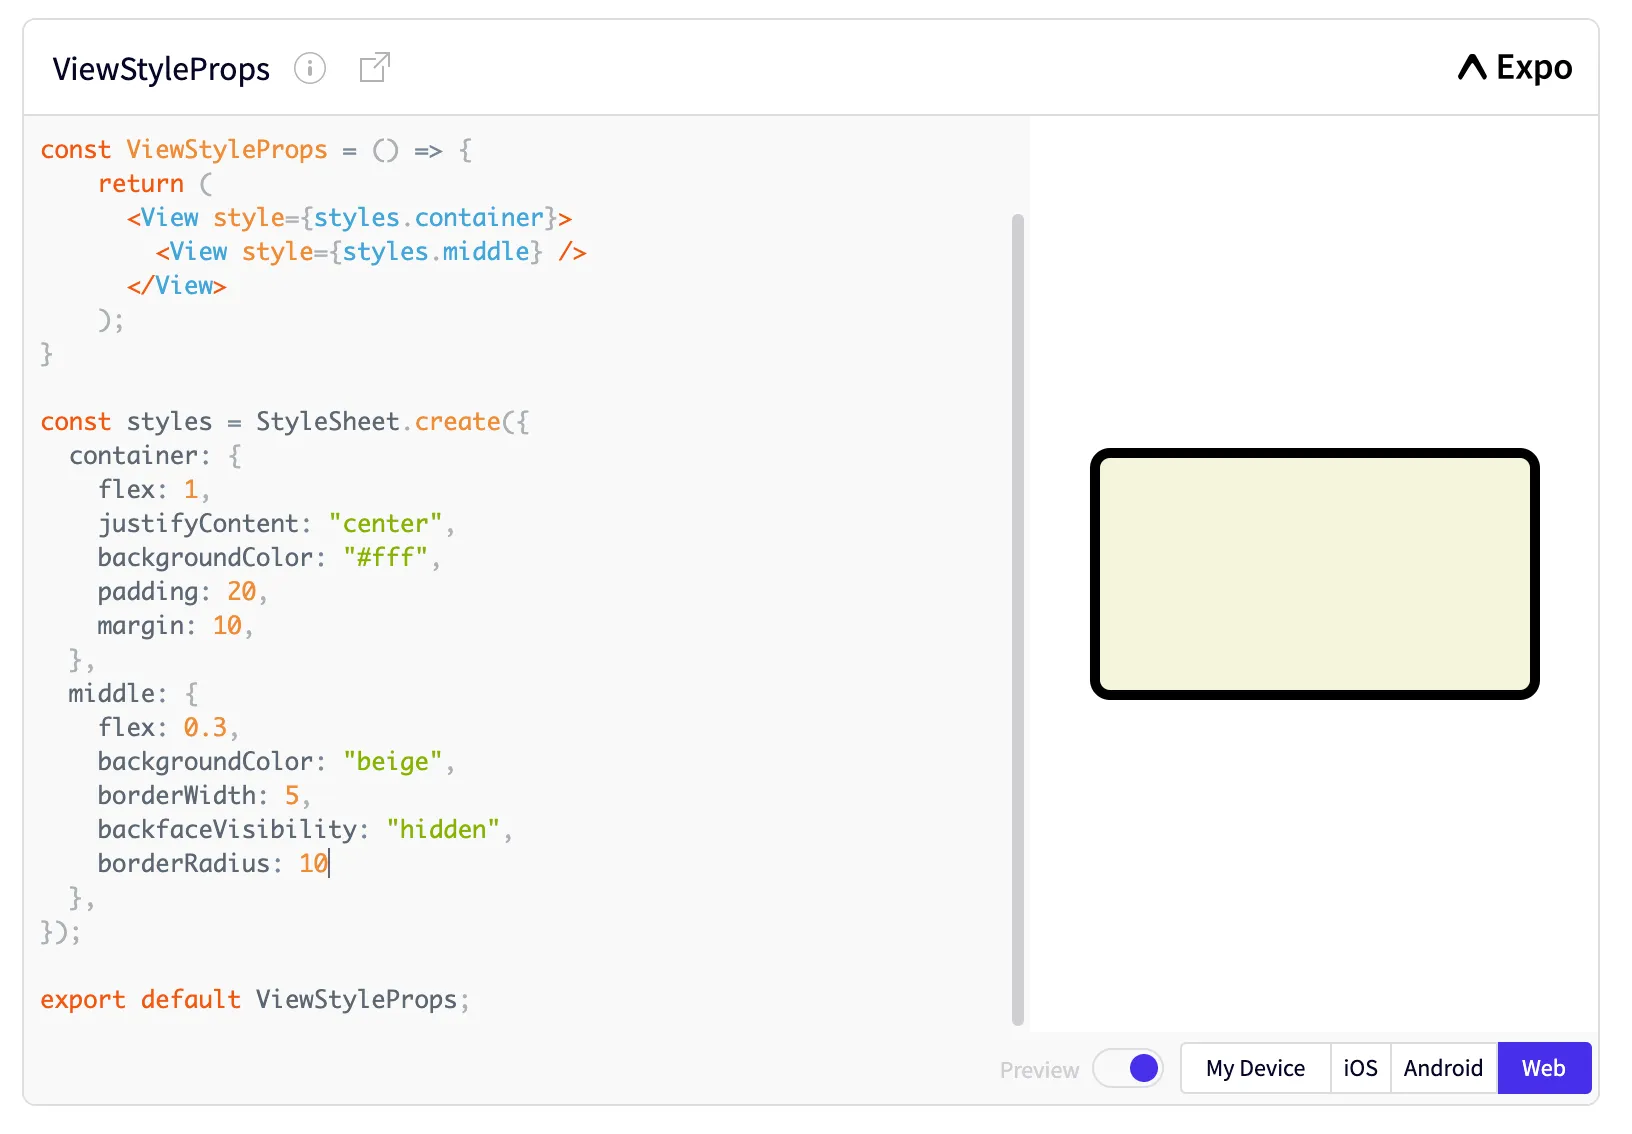 ViewStyleProps
Expo
const ViewStyleProps = () => {
    return (
      <View style={styles.container}>
        <View style={styles.middle} />
      </View>
    );
}

const styles = StyleSheet.create({
  container: {
    flex: 1,
    justifyContent: "center",
    backgroundColor: "#fff",
    padding: 20,
    margin: 10,
  },
  middle: {
    flex: 0.3,
    backgroundColor: "beige",
    borderWidth: 5,
    backfaceVisibility: "hidden",
    borderRadius: 10
  },
});

export default ViewStyleProps;
Preview
My Device
iOS
Android
Web